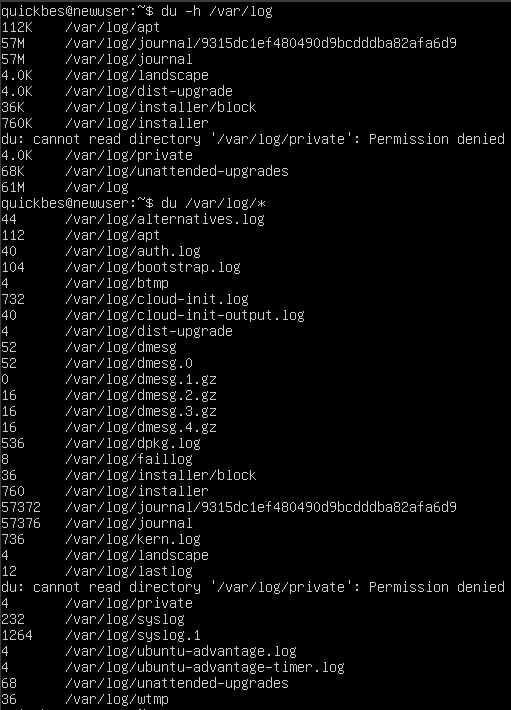 quickbes@newuser:~$ du -h /var/log
112K /var/log/apt
57M /var/log/journal/9315dc1ef480490d9bcdddba82afa6d9
57M /var/log/journal
4.0K /var/log/landscape
4.0K /var/log/dist-upgrade
36K /var/log/installer/block
760K /var/log/installer
du: cannot read directory '/var/log/private': Permission denied
4.0K /var/log/private
68K /var/log/unattended-upgrades
61M /var/log
quickbes@newuser:~$ du /var/log/*
44 /var/log/alternatives.log
112 /var/log/apt
40 /var/log/auth.log
104 /var/log/bootstrap.log
4 /var/log/btmp
732 /var/log/cloud-init.log
40 /var/log/cloud-init-output.log
4 /var/log/dist-upgrade
52 /var/log/dmesg
52 /var/log/dmesg.0
0 /var/log/dmesg.1.gz
16 /var/log/dmesg.2.gz
16 /var/log/dmesg.3.gz
16 /var/log/dmesg.4.gz
536 /var/log/dpkg.log
8 /var/log/faillog
36 /var/log/installer/block
760 /var/log/installer
57372 /var/log/journal/9315dc1ef480490d9bcdddba82afa6d9
57376 /var/log/journal
736 /var/log/kern.log
4 /var/log/landscape
12 /var/log/lastlog
du: cannot read directory '/var/log/private': Permission denied
4 /var/log/private
232 /var/log/syslog
1264 /var/log/syslog.1
4 /var/log/ubuntu-advantage.log
4 /var/log/ubuntu-advantage-timer.log
68 /var/log/unattended-upgrades
36 /var/log/wtmp